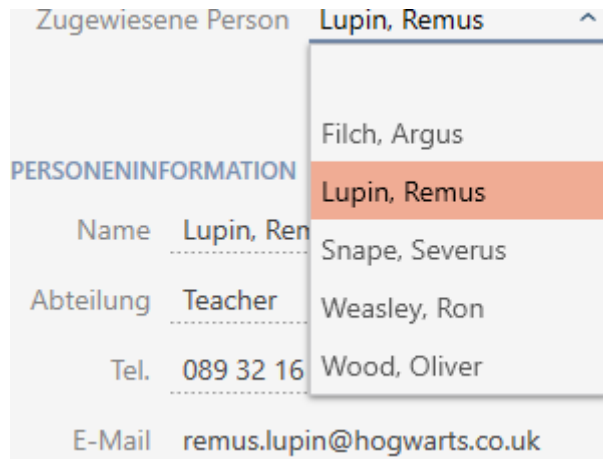 Zugewiesene Person Lupin, Remus
Filch, Argus
PERSONENINFORMATION
Lupin, Remus
Name Lupin,
Snape, Severus
Abteilung Teacher
Weasley, Ron
Tel. 089 32 16
Wood, Oliver
E-Mail remus.lupin@hogwarts.co.uk